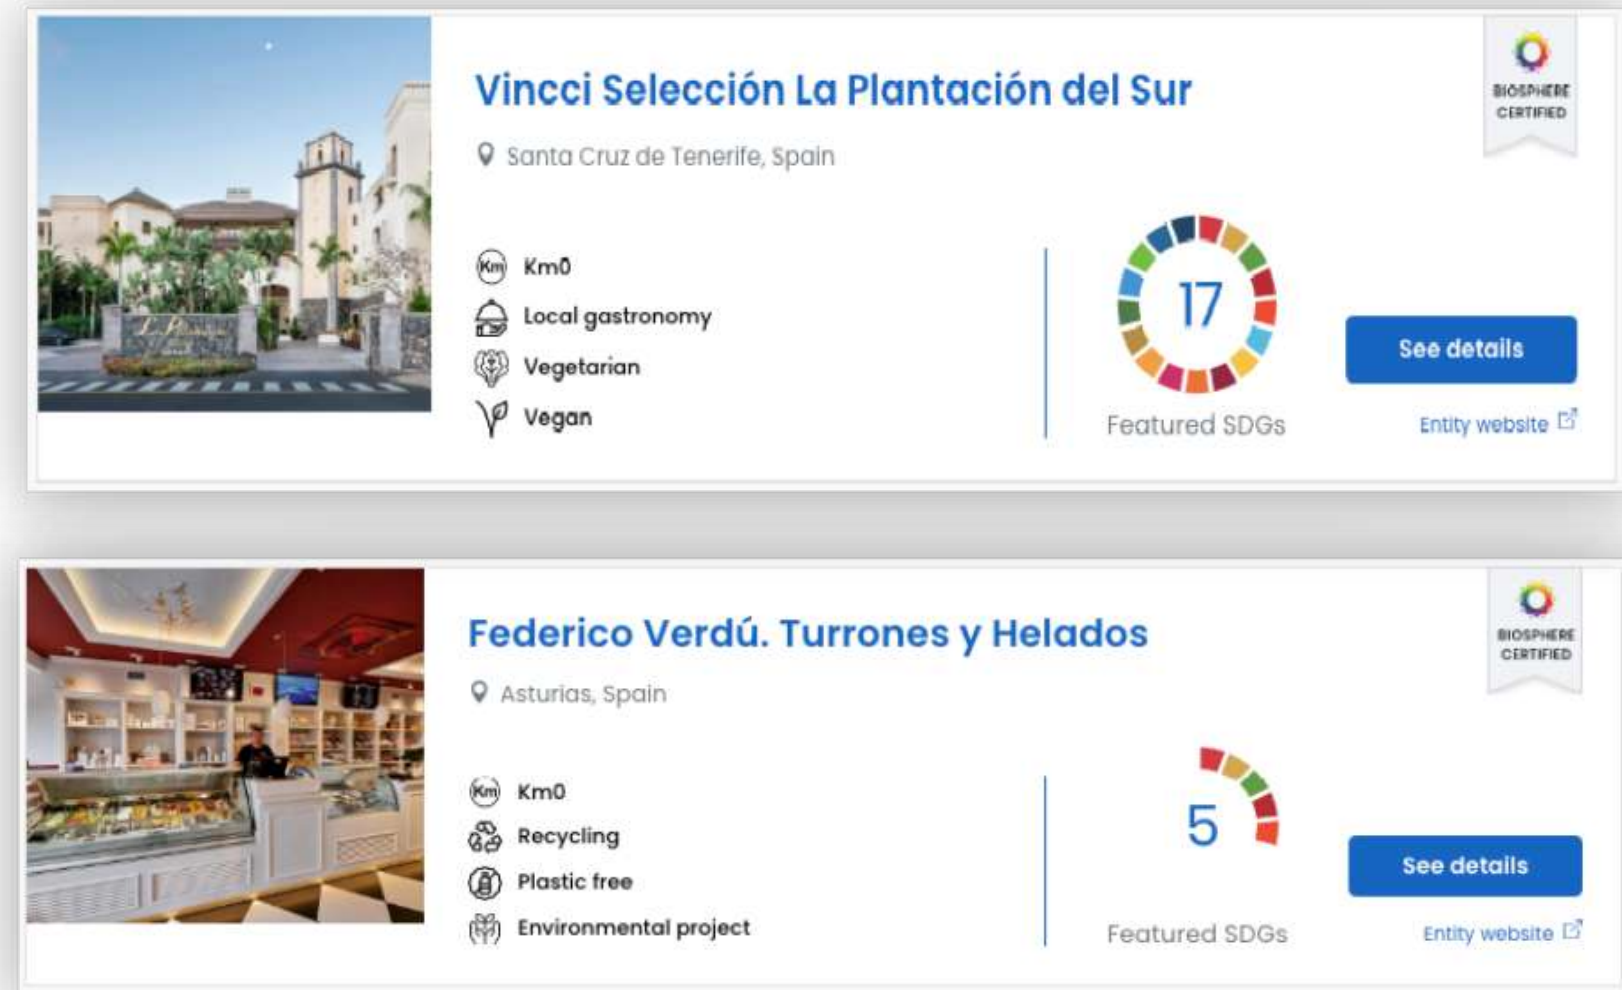 Vincci Selección La Plantación del Sur
Santa Cruz de Tenerife, Spain
BIOSPHERE
CERTIFIED
Km Km0
Local gastronomy
Vegetarian
Vegan
17
Featured SDGs
See details
Entity website
Federico Verdú. Turrones y Helados
Asturias, Spain
BIOSPHERE
CERTIFIED
Km Km0
Recycling
Plastic free
Environmental project
5
Featured SDGs
See details
Entity website